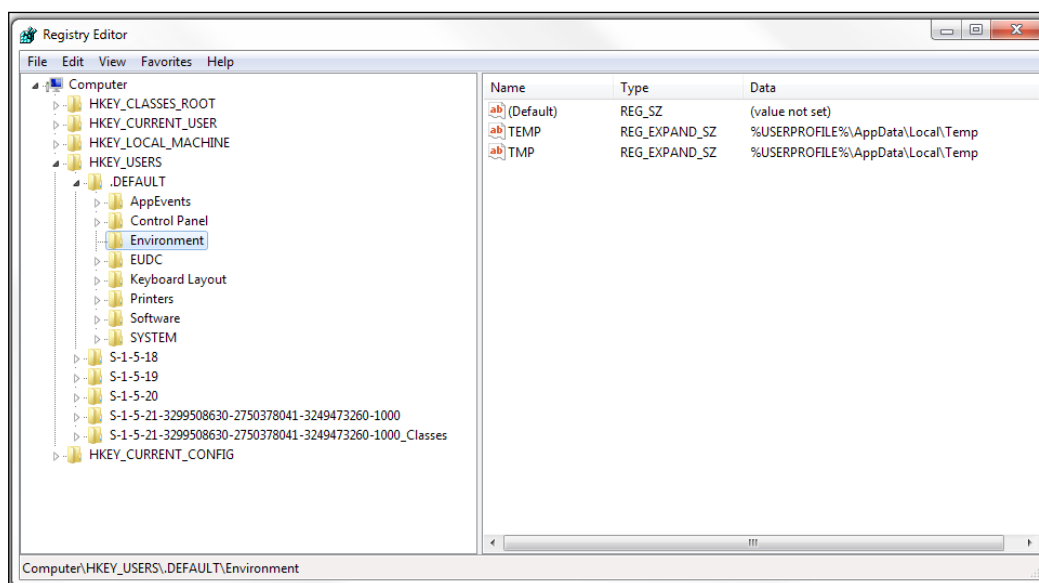 Registry Editor
File Edit View Favorites Help
Computer
HKEY_CLASSES_ROOT
HKEY_CURRENT_USER
HKEY_LOCAL_MACHINE
HKEY_USERS
.DEFAULT
AppEvents
Control Panel
Environment
EUDC
Keyboard Layout
Printers
Software
SYSTEM
S-1-5-18
S-1-5-19
S-1-5-20
S-1-5-21-3299508630-2750378041-3249473260-1000
S-1-5-21-3299508630-2750378041-3249473260-1000_Classes
HKEY_CURRENT_CONFIG
Name Type Data
ab (Default) REG_SZ (value not set)
ab TEMP REG_EXPAND_SZ %USERPROFILE%\AppData\Local\Temp
ab TMP REG_EXPAND_SZ %USERPROFILE%\AppData\Local\Temp
Computer\HKEY_USERS\.DEFAULT\Environment